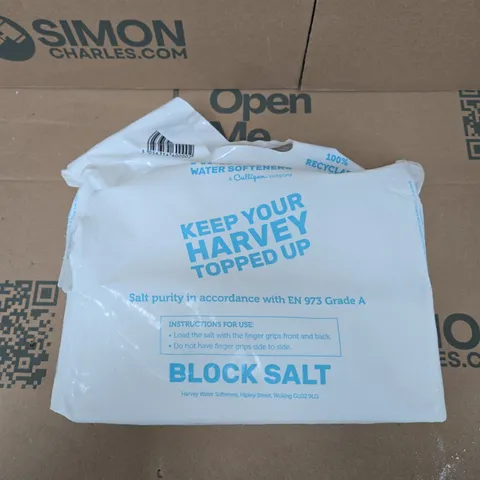 SIMON
CHARLES.COM
Open
Me
WATER SOFTENERS
a Culligan company
100%
KEEP YOUR
HARVEY
TOPPED UP
Salt purity in accordance with EN 973 Grade A
INSTRUCTIONS FOR USE:
• Load the salt with the finger grips front and back.
• Do not have finger grips side to side.
BLOCK SALT
Harvey Water Softeners, Hipley Street, Woking GU22 9LQ
SIMON
CHARLES.COM